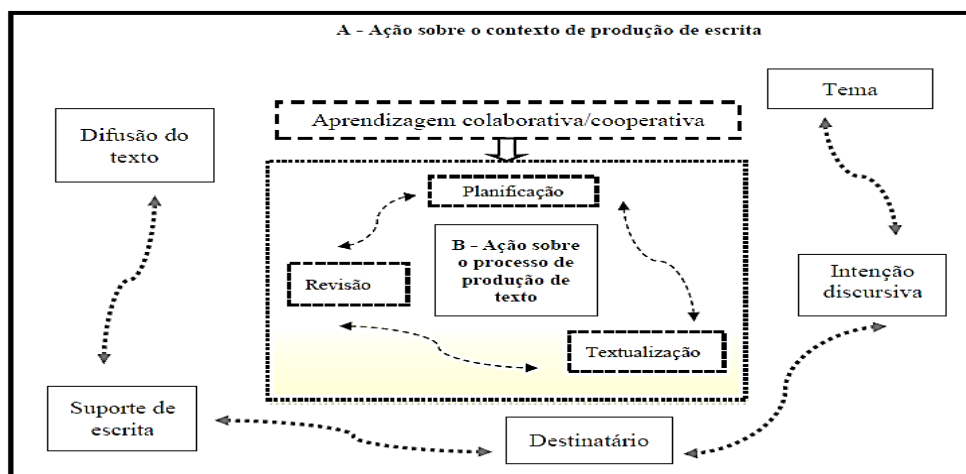 A - Ação sobre o contexto de produção de escrita
Tema
Difusão do
texto
Aprendizagem colaborativa/cooperativa
Planificação
B - Ação sobre
o processo de
produção de
texto
Revisão
Intenção
discursiva
Textualização
Suporte de
escrita
Destinatário